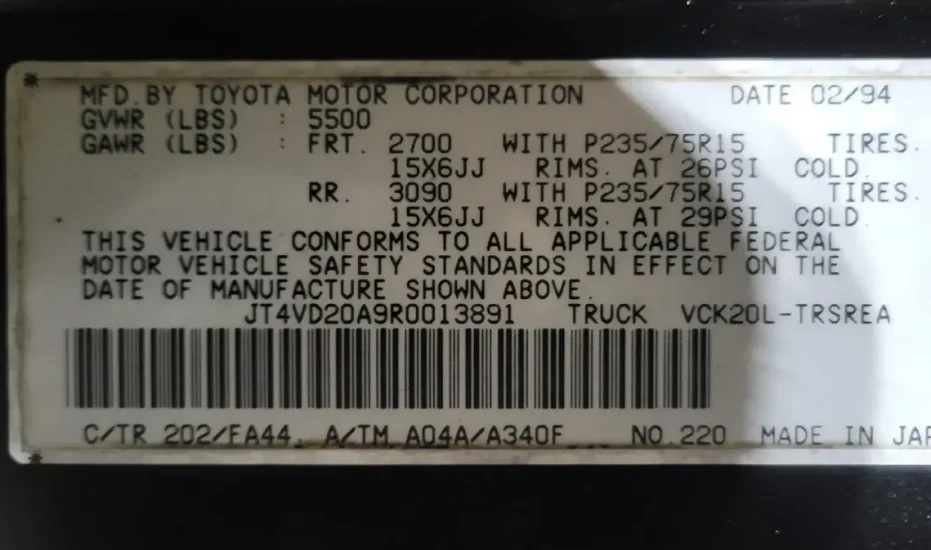 MFD.BY TOYOTA MOTOR CORPORATION DATE 02/94
GVWR (LBS) : 5500
GAWR (LBS) : FRT. 2700 WITH P235/75R15 TIRES.
15X6JJ RIMS. AT 26PSI COLD.
RR. 3090 WITH P235/75R15 TIRES.
15X6JJ RIMS. AT 29PSI COLD
THIS VEHICLE CONFORMS TO ALL APPLICABLE FEDERAL
MOTOR VEHICLE SAFETY STANDARDS IN EFFECT ON THE
DATE OF MANUFACTURE SHOWN ABOVE.
JT4VD20A9R0013891 TRUCK VCK20L-TRSREA
C/TR 202/FA44 A/TM A04A/A340F NO.220 MADE IN JAP